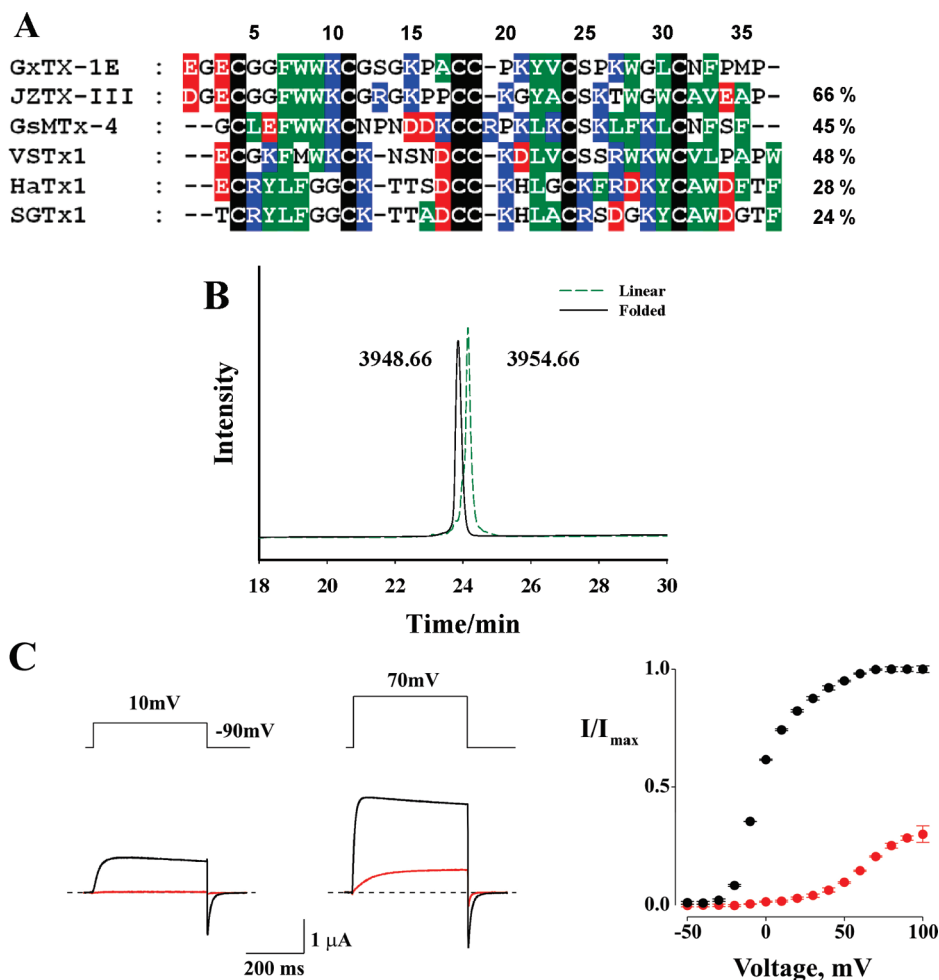 A
5 10 15 20 25 30 35
GxTX-1E : EGECGGFWWKCGSGKPACC-PKYVCSPKWGLCNFPMP-
JZTX-III : DGECGGFWWKCGRGKPPCC-KGYACSKTWGWCAVEAP- 66 %
GsMTx-4 : --GCLEFWWKCNPNDDKCCRPKLKCSKLFKLCNFSF-- 45 %
VSTx1 : --ECGKFMWKCK-NSNDCC-KDLVCSSRWKWCVLPAPW 48 %
HaTx1 : --ECRYLFGGCK-TTSDCC-KHLGCKFRDKYCAWDFTF 28 %
SGTx1 : --TCRYLFGGCK-TTADCC-KHLACRSDGKYCAWDGTF 24 %
B
Linear
Folded
3948.66 3954.66
Intensity
18 20 22 24 26 28 30
Time/min
C
10mV
-90mV
70mV
1 µA
200 ms
I/Imax
1.0
0.5
0.0
-50 0 50 100
Voltage, mV